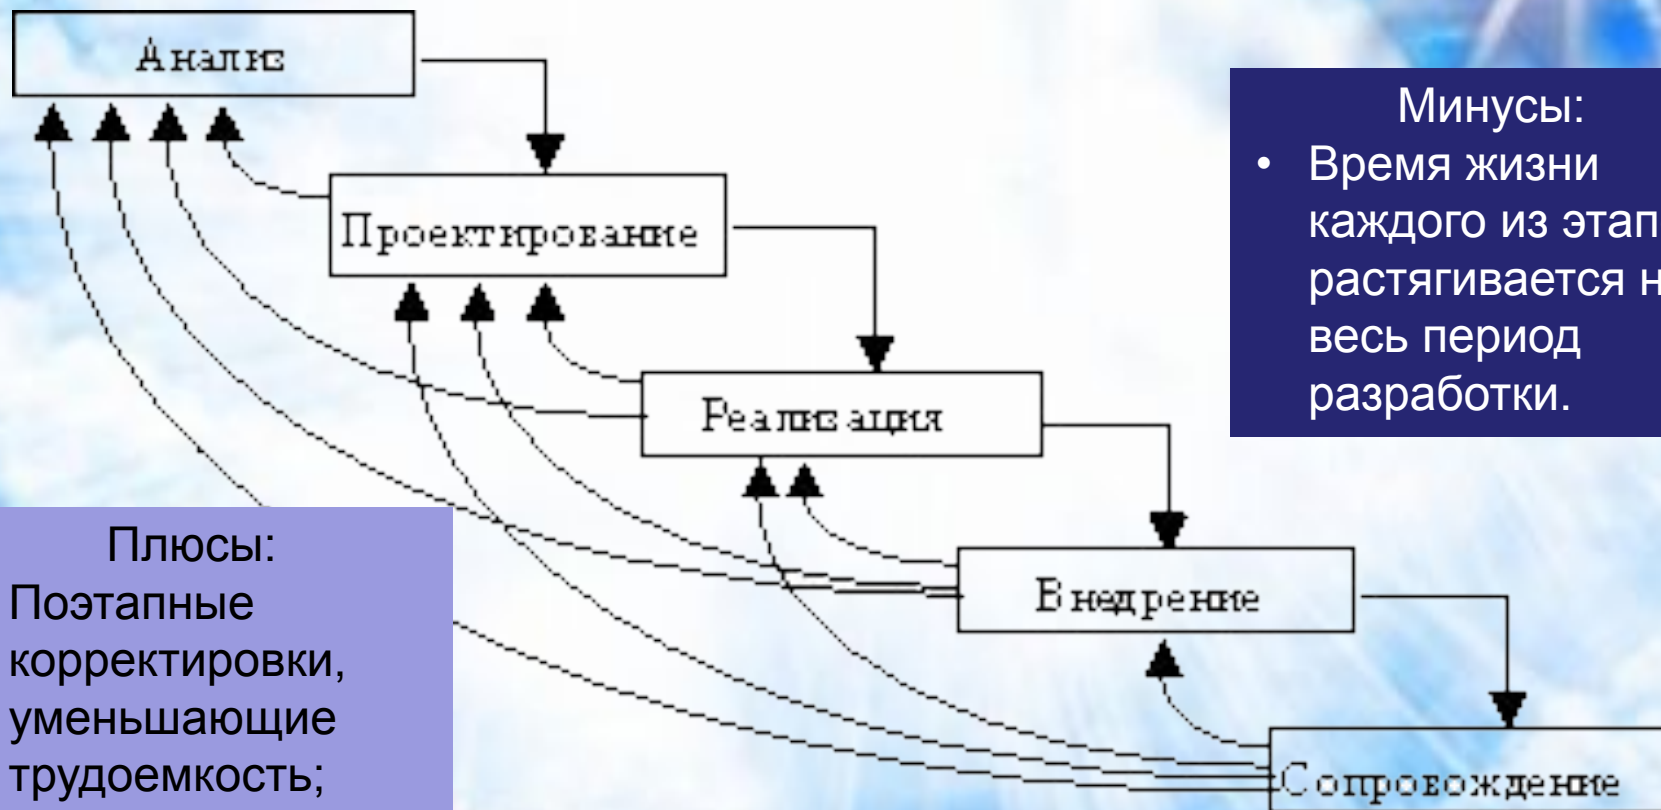 Анализ
Проектирование
Реализация
Внедрение
Сопровождение
Минусы:
• Время жизни
каждого из этап
растягивается н
весь период
разработки.
Плюсы:
Поэтапные
корректировки,
уменьшающие
трудоемкость;